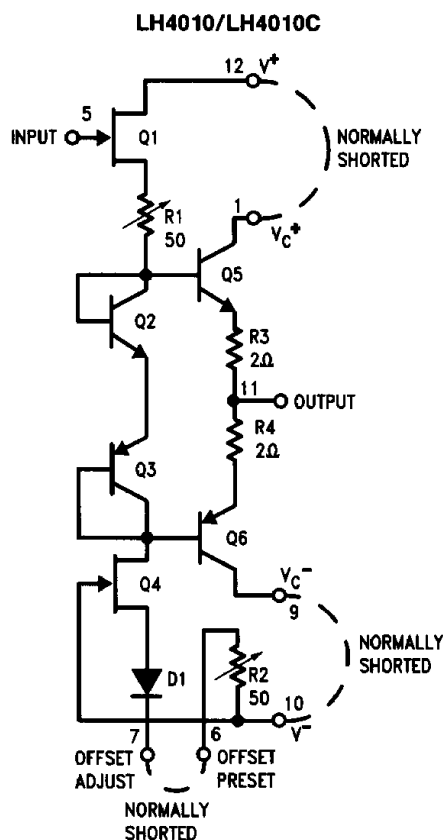 LH4010/LH4010C
12 V+
5
INPUT
Q1
NORMALLY
SHORTED
R1
50
1
VC+
Q5
Q2
R3
2Ω
11
OUTPUT
R4
2Ω
Q3
Q6
Q4
VC-
9
NORMALLY
SHORTED
D1
R2
50
10
V-
7
6
OFFSET
ADJUST
OFFSET
PRESET
NORMALLY
SHORTED